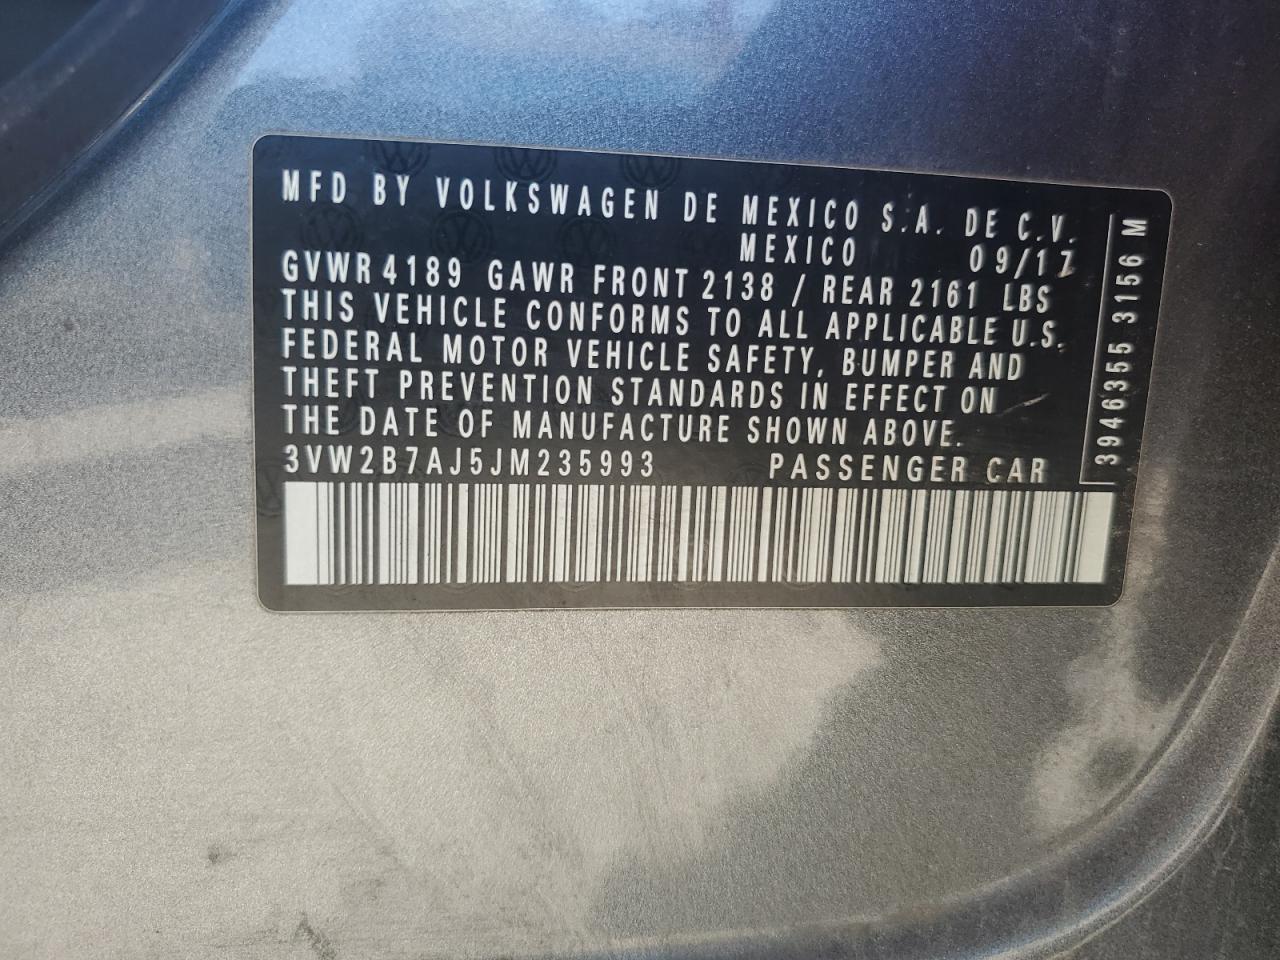 MFD BY VOLKSWAGEN DE MEXICO S.A. DE C.V.
MEXICO 09/17
GVWR 4189 GAWR FRONT 2138 / REAR 2161 LBS
THIS VEHICLE CONFORMS TO ALL APPLICABLE U.S.
FEDERAL MOTOR VEHICLE SAFETY, BUMPER AND
THEFT PREVENTION STANDARDS IN EFFECT ON
THE DATE OF MANUFACTURE SHOWN ABOVE.
3VW2B7AJ5JM235993 PASSENGER CAR
3946355 3156 M